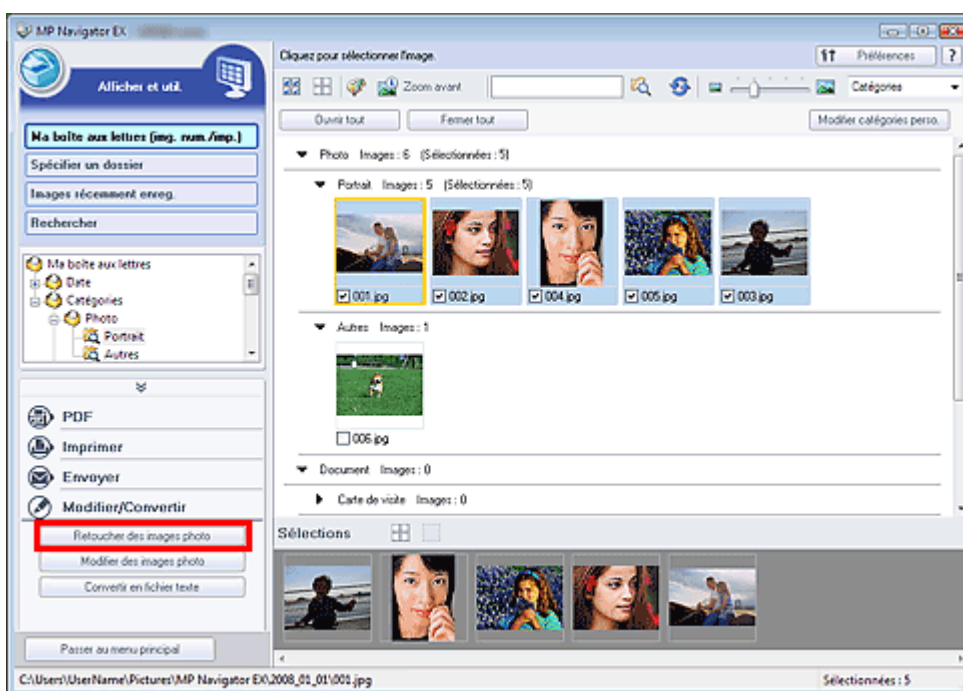 MP Navigator EX
Cliquez pour sélectionner l'image.
Préférences
?
Afficher et util.
Zoom avant
Catégories
Ouvrir tout
Fermer tout
Modifier catégories perso.
Ma boîte aux lettres (img. num./imp.)
Spécifier un dossier
Images récemment enreg.
Rechercher
Ma boîte aux lettres
Date
Catégories
Photo
Portrait
Autres
PDF
Imprimer
Envoyer
Modifier/Convertir
Retoucher des images photo
Modifier des images photo
Convertir en fichier texte
Passer au menu principal
Photo Images : 6 (Sélectionnées : 5)
Portrait Images : 5 (Sélectionnées : 5)
001.jpg
002.jpg
004.jpg
005.jpg
003.jpg
Autres Images : 1
006.jpg
Document Images : 0
Carte de visite Images : 0
Sélections
C:\Users\UserName\Pictures\MP Navigator EX\2008_01_01\001.jpg
Sélectionnées : 5